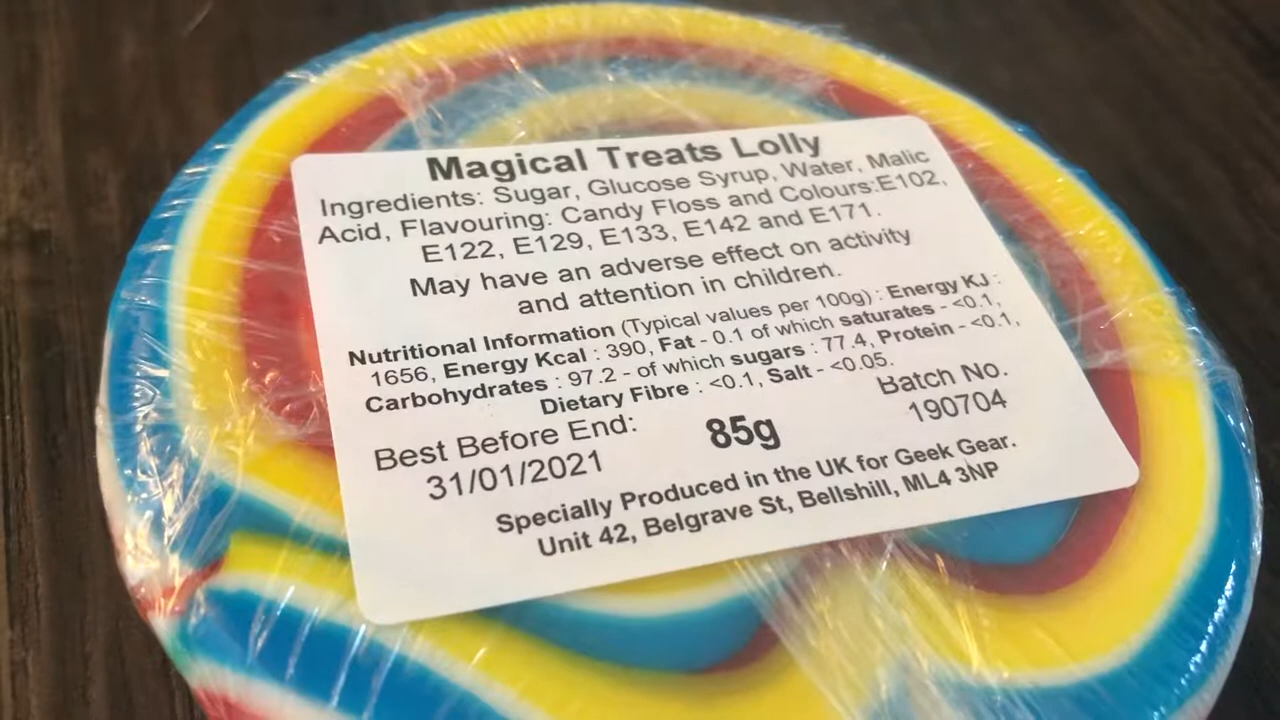 Magical Treats Lolly
Ingredients: Sugar, Glucose Syrup, Water, Malic
Acid, Flavouring: Candy Floss and Colours:E102,
E122, E129, E133, E142 and E171.
May have an adverse effect on activity
and attention in children.
Nutritional Information (Typical values per 100g) : Energy KJ :
1656, Energy Kcal : 390, Fat - 0.1 of which saturates - <0.1,
Carbohydrates : 97.2 - of which sugars : 77.4, Protein - <0.1,
Dietary Fibre : <0.1, Salt - <0.05.
Best Before End:
31/01/2021
85g
Batch No.
190704
Specially Produced in the UK for Geek Gear.
Unit 42, Belgrave St, Bellshill, ML4 3NP